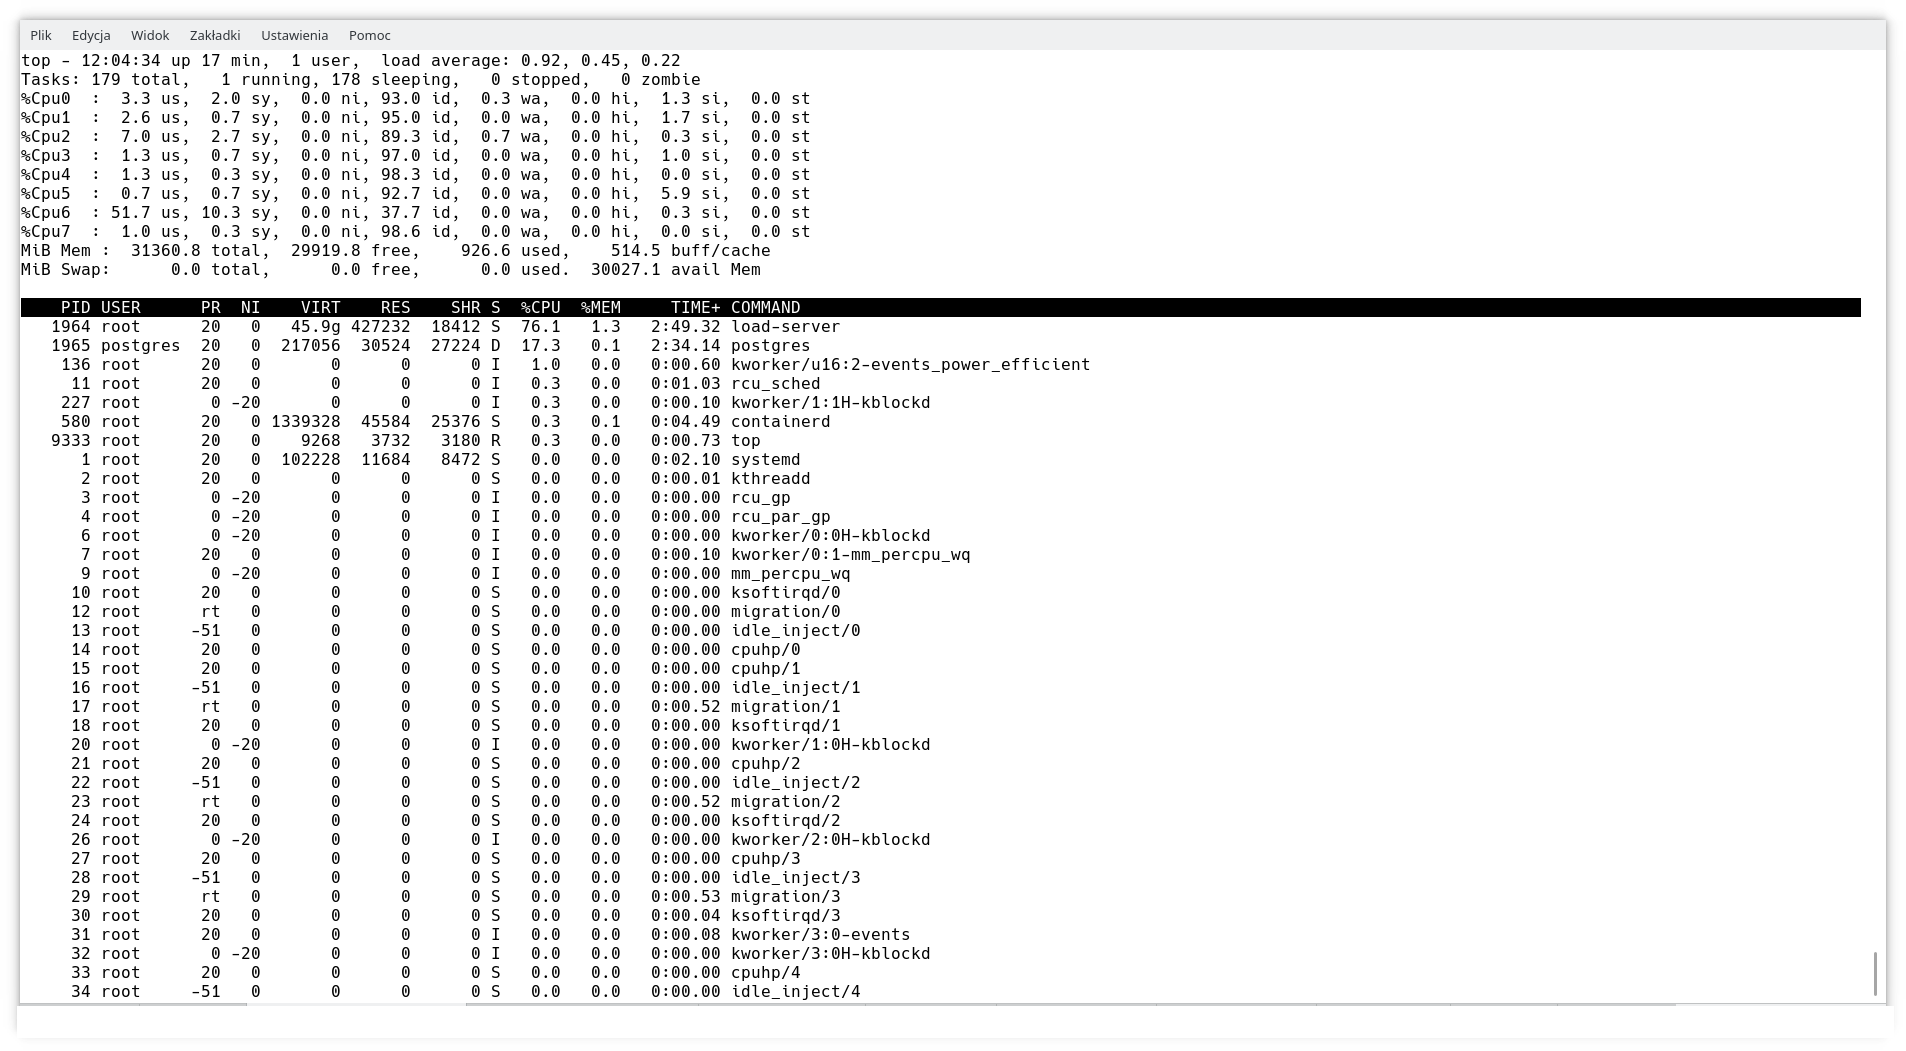 Plik Edycja Widok Zakładki Ustawienia Pomoc
top - 12:04:34 up 17 min,  1 user,  load average: 0.92, 0.45, 0.22
Tasks: 179 total,   1 running, 178 sleeping,   0 stopped,   0 zombie
%Cpu0  :  3.3 us,  2.0 sy,  0.0 ni, 93.0 id,  0.3 wa,  0.0 hi,  1.3 si,  0.0 st
%Cpu1  :  2.6 us,  0.7 sy,  0.0 ni, 95.0 id,  0.0 wa,  0.0 hi,  1.7 si,  0.0 st
%Cpu2  :  7.0 us,  2.7 sy,  0.0 ni, 89.3 id,  0.7 wa,  0.0 hi,  0.3 si,  0.0 st
%Cpu3  :  1.3 us,  0.7 sy,  0.0 ni, 97.0 id,  0.0 wa,  0.0 hi,  1.0 si,  0.0 st
%Cpu4  :  1.3 us,  0.3 sy,  0.0 ni, 98.3 id,  0.0 wa,  0.0 hi,  0.0 si,  0.0 st
%Cpu5  :  0.7 us,  0.7 sy,  0.0 ni, 92.7 id,  0.0 wa,  0.0 hi,  5.9 si,  0.0 st
%Cpu6  : 51.7 us, 10.3 sy,  0.0 ni, 37.7 id,  0.0 wa,  0.0 hi,  0.3 si,  0.0 st
%Cpu7  :  1.0 us,  0.3 sy,  0.0 ni, 98.6 id,  0.0 wa,  0.0 hi,  0.0 si,  0.0 st
MiB Mem :  31360.8 total,  29919.8 free,    926.6 used,    514.5 buff/cache
MiB Swap:      0.0 total,      0.0 free,      0.0 used.  30027.1 avail Mem
PID USER PR NI VIRT RES SHR S %CPU %MEM TIME+ COMMAND
1964 root 20 0 45.9g 427232 18412 S 76.1 1.3 2:49.32 load-server
1965 postgres 20 0 217056 30524 27224 D 17.3 0.1 2:34.14 postgres
136 root 20 0 0 0 0 I 1.0 0.0 0:00.60 kworker/u16:2-events_power_efficient
11 root 20 0 0 0 0 I 0.3 0.0 0:01.03 rcu_sched
227 root 0 -20 0 0 0 I 0.3 0.0 0:00.10 kworker/1:1H-kblockd
580 root 20 0 1339328 45584 25376 S 0.3 0.1 0:04.49 containerd
9333 root 20 0 9268 3732 3180 R 0.3 0.0 0:00.73 top
1 root 20 0 102228 11684 8472 S 0.0 0.0 0:02.10 systemd
2 root 20 0 0 0 0 S 0.0 0.0 0:00.01 kthreadd
3 root 0 -20 0 0 0 I 0.0 0.0 0:00.00 rcu_gp
4 root 0 -20 0 0 0 I 0.0 0.0 0:00.00 rcu_par_gp
6 root 0 -20 0 0 0 I 0.0 0.0 0:00.00 kworker/0:0H-kblockd
7 root 20 0 0 0 0 I 0.0 0.0 0:00.10 kworker/0:1-mm_percpu_wq
9 root 0 -20 0 0 0 I 0.0 0.0 0:00.00 mm_percpu_wq
10 root 20 0 0 0 0 S 0.0 0.0 0:00.00 ksoftirqd/0
12 root rt 0 0 0 0 S 0.0 0.0 0:00.00 migration/0
13 root -51 0 0 0 0 S 0.0 0.0 0:00.00 idle_inject/0
14 root 20 0 0 0 0 S 0.0 0.0 0:00.00 cpuhp/0
15 root 20 0 0 0 0 S 0.0 0.0 0:00.00 cpuhp/1
16 root -51 0 0 0 0 S 0.0 0.0 0:00.00 idle_inject/1
17 root rt 0 0 0 0 S 0.0 0.0 0:00.52 migration/1
18 root 20 0 0 0 0 S 0.0 0.0 0:00.00 ksoftirqd/1
20 root 0 -20 0 0 0 I 0.0 0.0 0:00.00 kworker/1:0H-kblockd
21 root 20 0 0 0 0 S 0.0 0.0 0:00.00 cpuhp/2
22 root -51 0 0 0 0 S 0.0 0.0 0:00.00 idle_inject/2
23 root rt 0 0 0 0 S 0.0 0.0 0:00.52 migration/2
24 root 20 0 0 0 0 S 0.0 0.0 0:00.00 ksoftirqd/2
26 root 0 -20 0 0 0 I 0.0 0.0 0:00.00 kworker/2:0H-kblockd
27 root 20 0 0 0 0 S 0.0 0.0 0:00.00 cpuhp/3
28 root -51 0 0 0 0 S 0.0 0.0 0:00.00 idle_inject/3
29 root rt 0 0 0 0 S 0.0 0.0 0:00.53 migration/3
30 root 20 0 0 0 0 S 0.0 0.0 0:00.04 ksoftirqd/3
31 root 20 0 0 0 0 I 0.0 0.0 0:00.08 kworker/3:0-events
32 root 0 -20 0 0 0 I 0.0 0.0 0:00.00 kworker/3:0H-kblockd
33 root 20 0 0 0 0 S 0.0 0.0 0:00.00 cpuhp/4
34 root -51 0 0 0 0 S 0.0 0.0 0:00.00 idle_inject/4